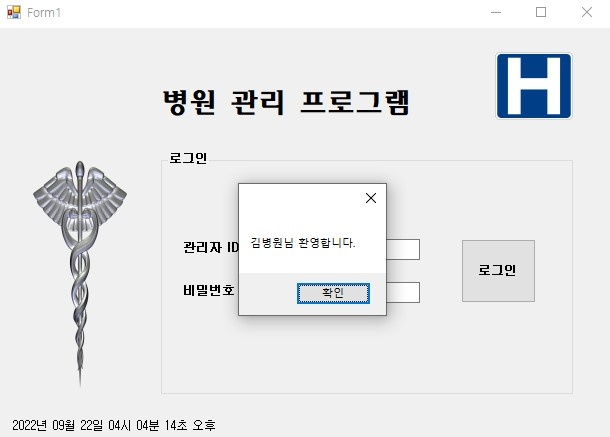 Form1
병원 관리 프로그램
H
로그인
관리자 ID
김병원님 환영합니다.
비밀번호
확인
로그인
2022년 09월 22일 04시 04분 14초 오후